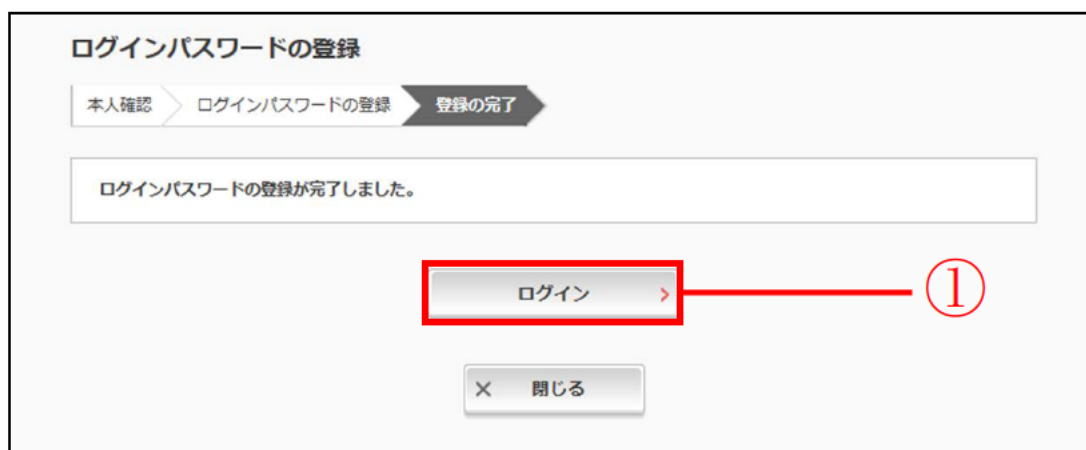 ログインパスワードの登録
本人確認 ログインパスワードの登録 登録の完了
ログインパスワードの登録が完了しました。
ログイン
①
閉じる